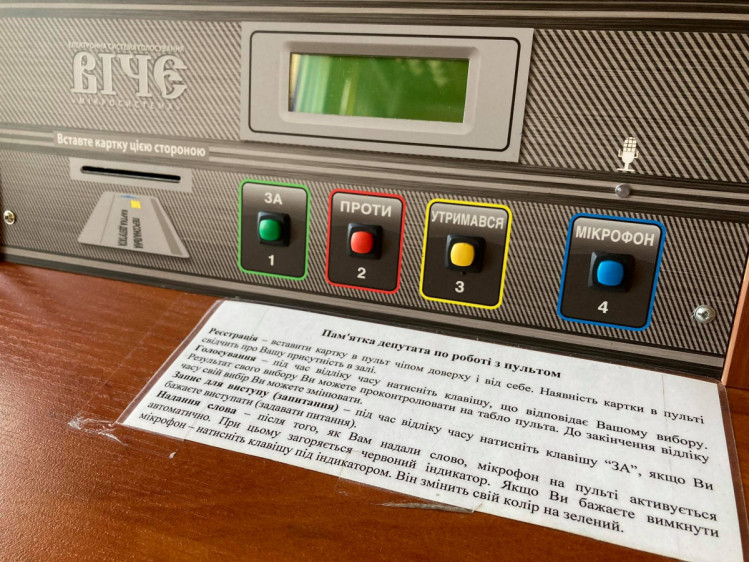 ЕЛЕКТРОННА СИСТЕМА ГОЛОСУВАННЯ
ВІЧЕ
Вставте картку цією стороною
ЗА
1
ПРОТИ
2
УТРИМАВСЯ
3
МІКРОФОН
4
Пам'ятка депутата по роботі з пультом
Реєстрація – вставити картку в пульт чіпом доверху і від себе. Наявність картки в пульті
свідчить про Вашу присутність в залі.
Голосування – під час відліку часу натисніть клавішу, що відповідає Вашому вибору.
Результат свого вибору Ви можете проконтролювати на табло пульта. До закінчення відліку
часу свій вибір Ви можете змінювати.
Запис для виступу (запитання) – під час відліку часу натисніть клавішу "ЗА", якщо Ви
бажаєте виступати (задавати питання).
Надання слова – після того, як Вам надали слово, мікрофон на пульті активується
автоматично. При цьому загоряється червоний індикатор. Якщо Ви бажаєте вимкнути
мікрофон – натисніть клавішу під індикатором. Він змінить свій колір на зелений.